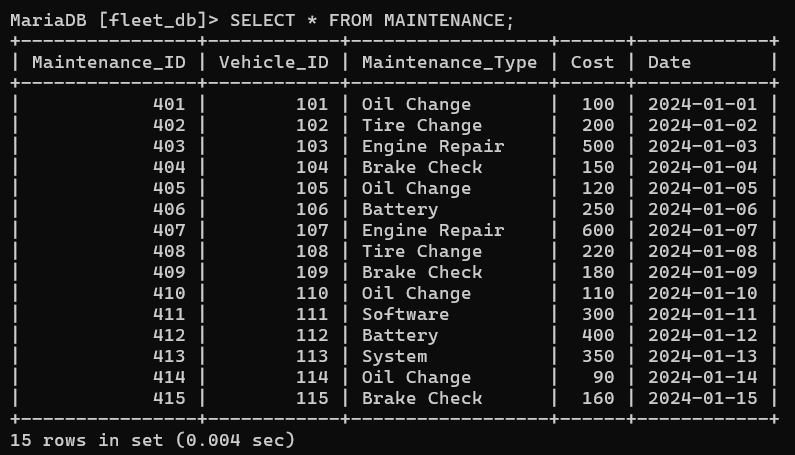 MariaDB [fleet_db]> SELECT * FROM MAINTENANCE;
+----------------+------------+------------------+------+------------+
| Maintenance_ID | Vehicle_ID | Maintenance_Type | Cost | Date       |
+----------------+------------+------------------+------+------------+
|            401 |        101 | Oil Change       |  100 | 2024-01-01 |
|            402 |        102 | Tire Change      |  200 | 2024-01-02 |
|            403 |        103 | Engine Repair    |  500 | 2024-01-03 |
|            404 |        104 | Brake Check      |  150 | 2024-01-04 |
|            405 |        105 | Oil Change       |  120 | 2024-01-05 |
|            406 |        106 | Battery          |  250 | 2024-01-06 |
|            407 |        107 | Engine Repair    |  600 | 2024-01-07 |
|            408 |        108 | Tire Change      |  220 | 2024-01-08 |
|            409 |        109 | Brake Check      |  180 | 2024-01-09 |
|            410 |        110 | Oil Change       |  110 | 2024-01-10 |
|            411 |        111 | Software         |  300 | 2024-01-11 |
|            412 |        112 | Battery          |  400 | 2024-01-12 |
|            413 |        113 | System           |  350 | 2024-01-13 |
|            414 |        114 | Oil Change       |   90 | 2024-01-14 |
|            415 |        115 | Brake Check      |  160 | 2024-01-15 |
+----------------+------------+------------------+------+------------+
15 rows in set (0.004 sec)